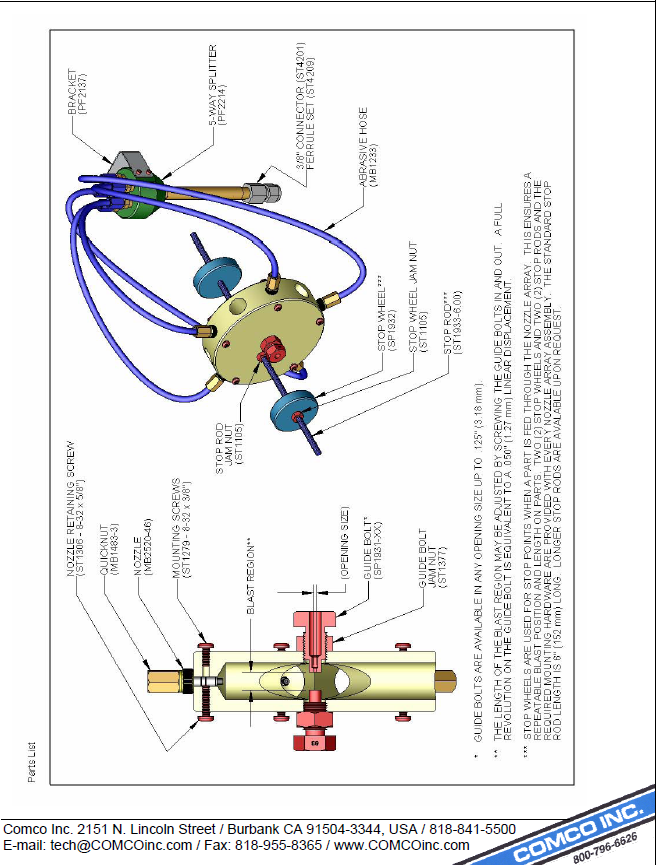 Parts List
BRACKET
(PF2137)
5-WAY SPLITTER
(PF2214)
3/8" CONNECTOR (ST4201)
FERRULE SET (ST4209)
ABRASIVE HOSE
(MB1233)
STOP WHEEL***
(SP1932)
STOP WHEEL JAM NUT
(ST1105)
STOP ROD***
(ST1933-6.00)
STOP ROD
JAM NUT
(ST1105)
NOZZLE RETAINING SCREW
(ST1306 - 8-32 x 5/8")
QUICKNUT
(MB1483-3)
NOZZLE
(MB2520-46)
MOUNTING SCREWS
(ST1279 - 8-32 x 3/8")
BLAST REGION**
(OPENING SIZE)
GUIDE BOLT*
(SP1931-XX)
GUIDE BOLT
JAM NUT
(ST1377)
* GUIDE BOLTS ARE AVAILABLE IN ANY OPENING SIZE UP TO .125" (3.18 mm).
** THE LENGTH OF THE BLAST REGION MAY BE ADJUSTED BY SCREWING THE GUIDE BOLTS IN AND OUT. A FULL
REVOLUTION ON THE GUIDE BOLT IS EQUIVALENT TO A .050" (1.27 mm) LINEAR DISPLACEMENT.
*** STOP WHEELS ARE USED FOR STOP POINTS WHEN A PART IS FED THROUGH THE NOZZLE ARRAY. THIS ENSURES A
REPEATABLE BLAST POSITION AND LENGTH ON PARTS. TWO (2) STOP WHEELS AND TWO (2) STOP RODS AND THE
REQUIRED MOUNTING HARDWARE ARE PROVIDED WITH EVERY NOZZLE ARRAY ASSEMBLY. THE STANDARD STOP
ROD LENGTH IS 6" (152 mm) LONG. LONGER STOP RODS ARE AVALABLE UPON REQUEST.
Comco Inc. 2151 N. Lincoln Street / Burbank CA 91504-3344, USA / 818-841-5500
E-mail: tech@COMCOinc.com / Fax: 818-955-8365 / www.COMCOinc.com
COMCO INC.
800-796-6626